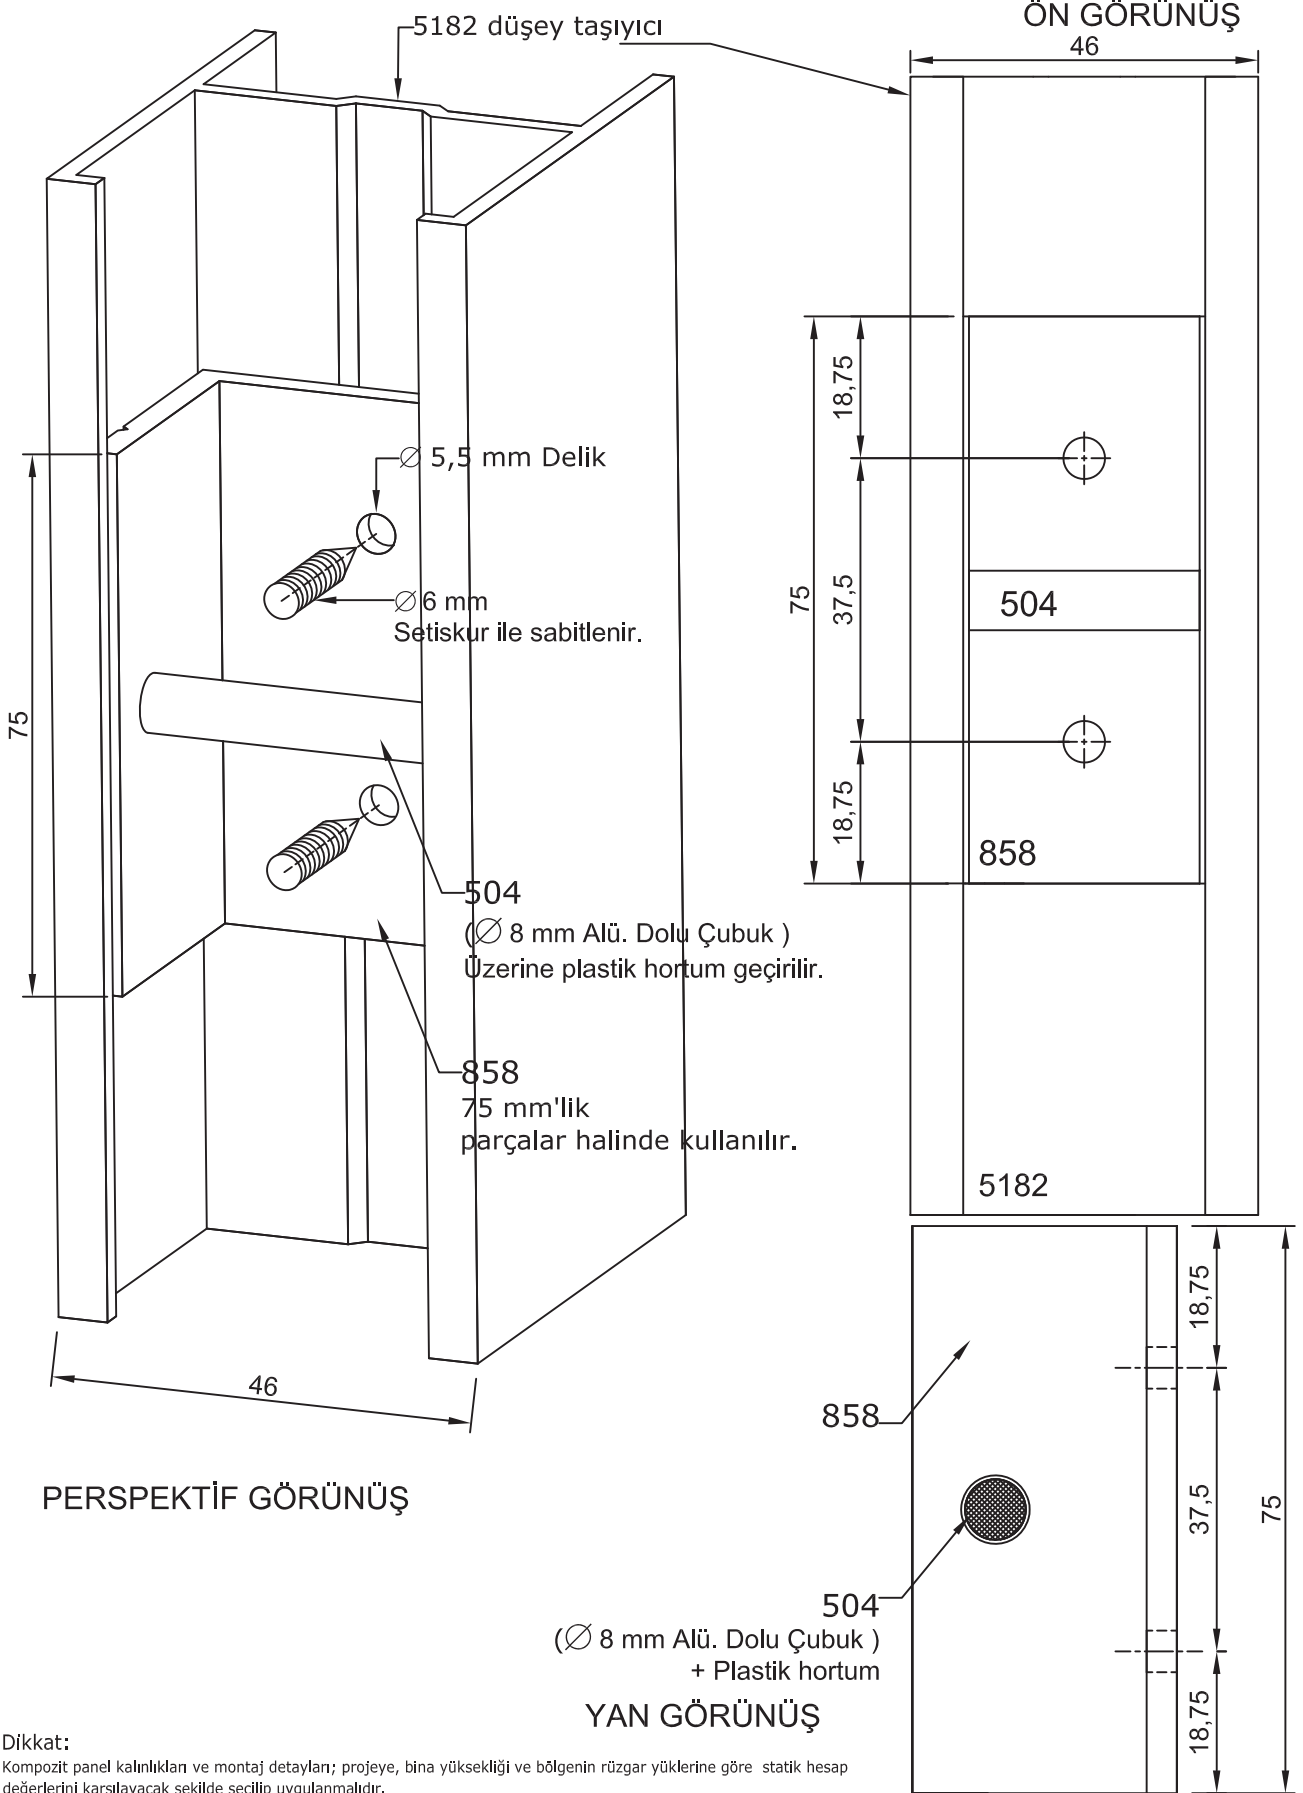 5182 düşey taşıyıcı
ÖN GÖRÜNÜŞ
46
∅ 5,5 mm Delik
∅ 6 mm
Setiskur ile sabitlenir.
75
504
(∅ 8 mm Alü. Dolu Çubuk )
Üzerine plastik hortum geçirilir.
858
75 mm'lik
parçalar halinde kullanılır.
46
PERSPEKTİF GÖRÜNÜŞ
18,75
75
37,5
504
18,75
858
5182
18,75
858
37,5
75
504
(∅ 8 mm Alü. Dolu Çubuk )
+ Plastik hortum
YAN GÖRÜNÜŞ
18,75
Dikkat:
Kompozit panel kalınlıkları ve montaj detayları; projeye, bina yüksekliği ve bölgenin rüzgar yüklerine göre statik hesap
değerlerini karşılayacak şekilde seçilip uygulanmalıdır.